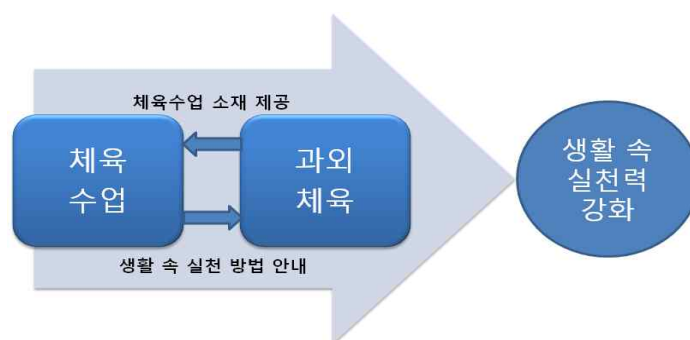 체육수업 소재 제공
체육
수업
과외
체육
생활 속 실천 방법 안내
생활 속
실천력
강화